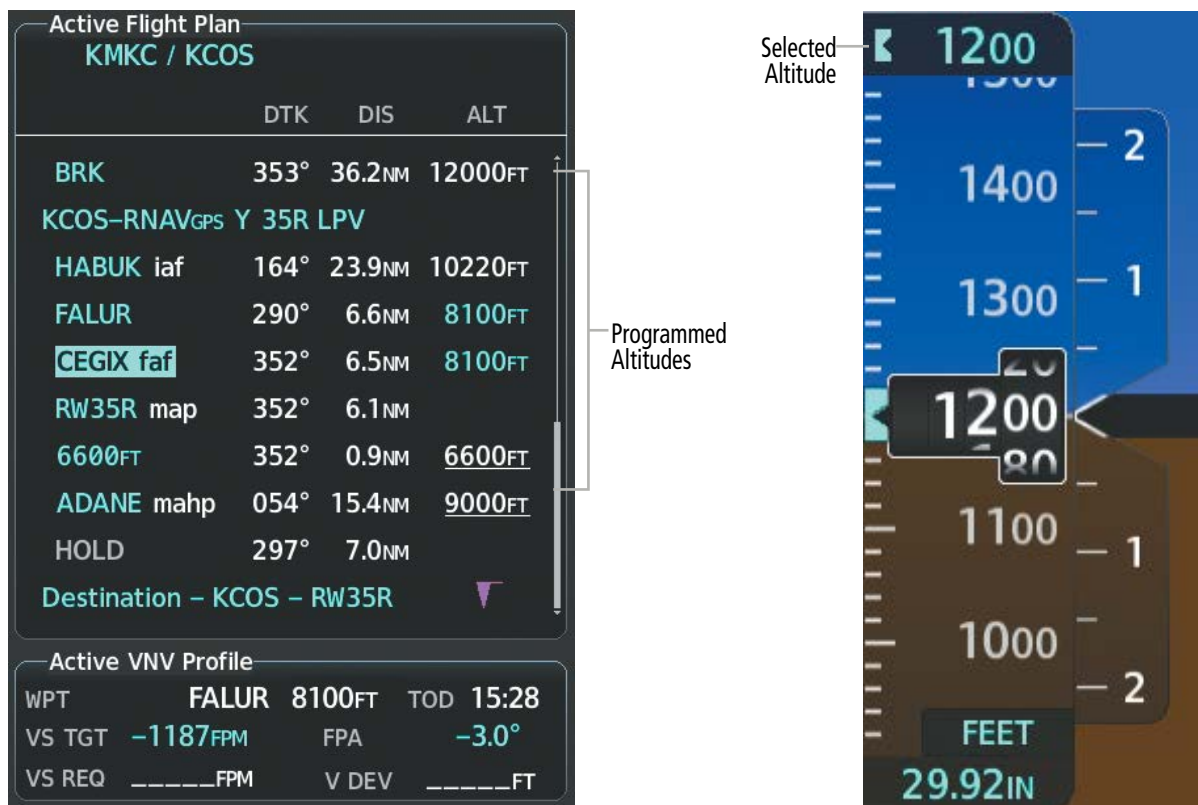 Active Flight Plan
KMKC / KCOS
DTK DIS ALT
BRK 353° 36.2NM 12000FT
KCOS–RNAVGPS Y 35R LPV
HABUK iaf 164° 23.9NM 10220FT
FALUR 290° 6.6NM 8100FT
CEGIX faf 352° 6.5NM 8100FT
RW35R map 352° 6.1NM
6600FT 352° 0.9NM 6600FT
ADANE mahp 054° 15.4NM 9000FT
HOLD 297° 7.0NM
Destination – KCOS – RW35R
Active VNV Profile
WPT FALUR 8100FT TOD 15:28
VS TGT –1187FPM FPA –3.0°
VS REQ _____FPM V DEV _____FT
Programmed
Altitudes
Selected
Altitude
1200
1300
1400
1300
20
1200
80
1100
1000
2
1
1
2
FEET
29.92IN